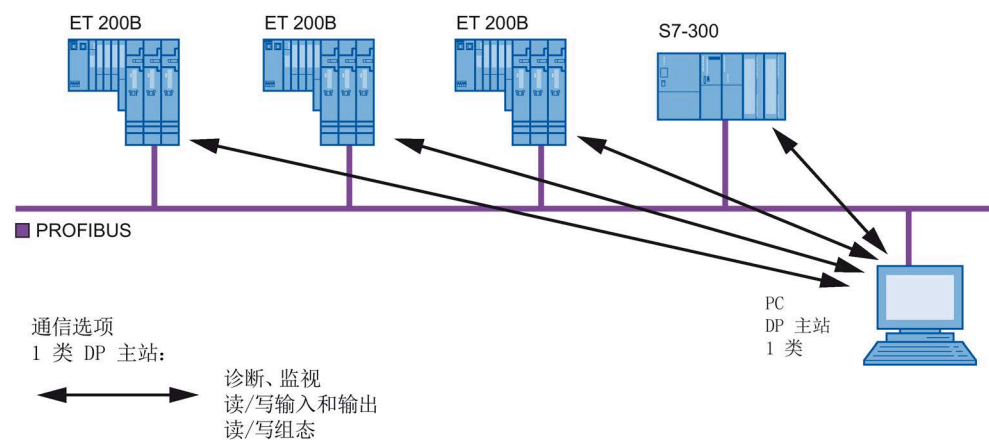 ET 200B
ET 200B
ET 200B
S7-300
PROFIBUS
PC
DP 主站
1 类
通信选项
1 类 DP 主站:
诊断、监视
读/写输入和输出
读/写组态